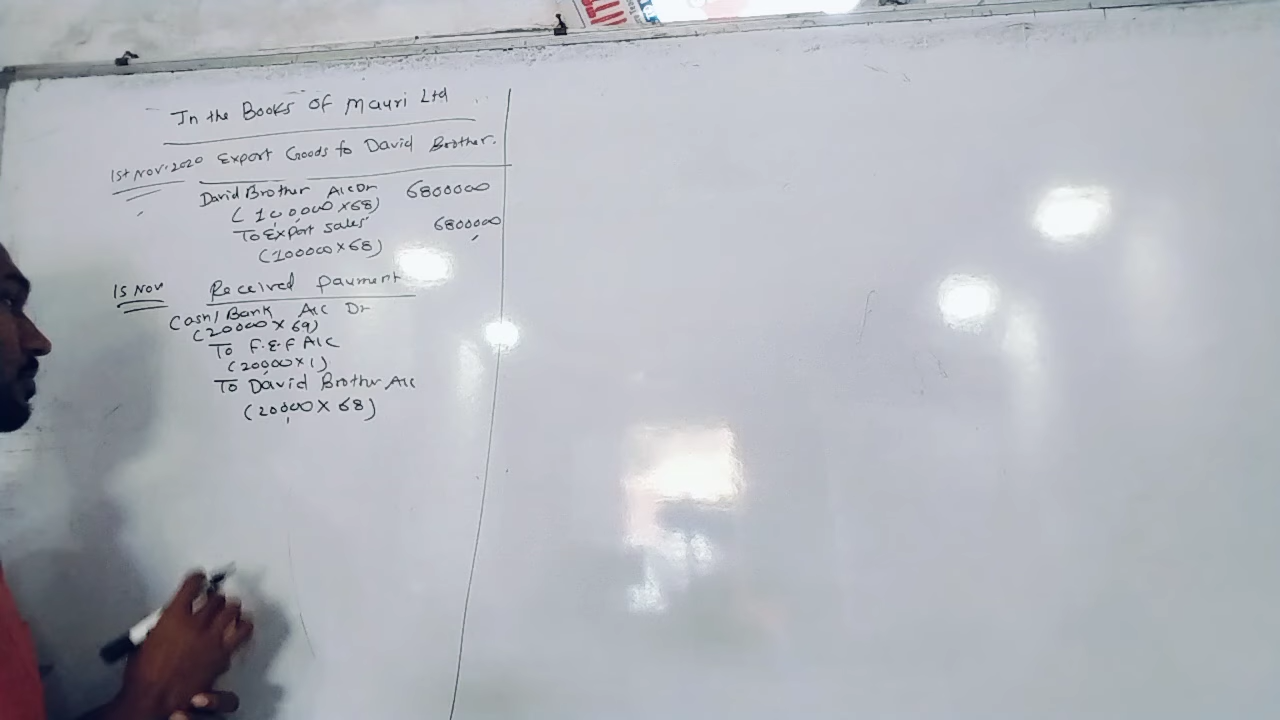 In the Books of Mauri Ltd
1st Nov. 2020 Export Goods to David Brother.
David Brother A/c Dr 6800000
(100000 X 68)
To Export sales 6800000
(100000 X 68)
15 Nov Received payment
Cash/Bank A/c Dr
(20000 X 69)
To F.E.F A/c
(20000 X 1)
To David Brother A/c
(20000 X 68)